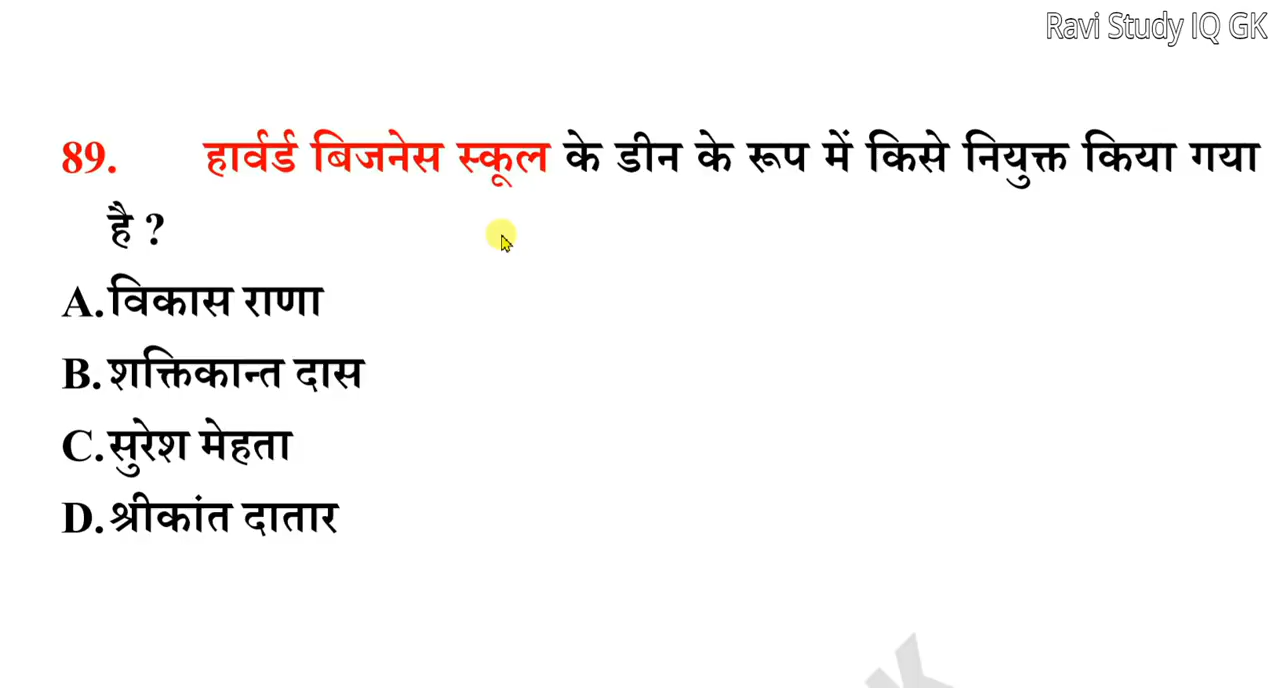 Ravi Study IQ GK
89. हार्वर्ड बिजनेस स्कूल के डीन के रूप में किसे नियुक्त किया गया
है ?
A.विकास राणा
B.शक्तिकान्त दास
C.सुरेश मेहता
D.श्रीकांत दातार
K